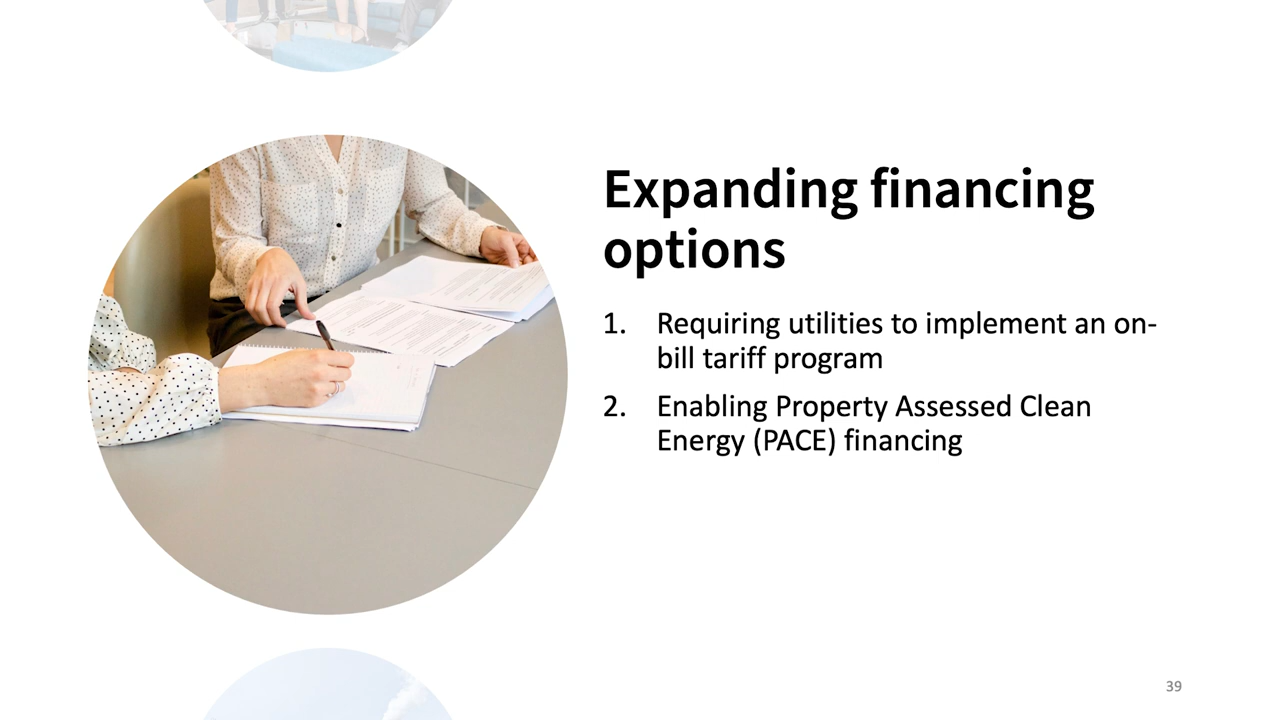 Expanding financing
options
1. Requiring utilities to implement an on-
bill tariff program
2. Enabling Property Assessed Clean
Energy (PACE) financing
39